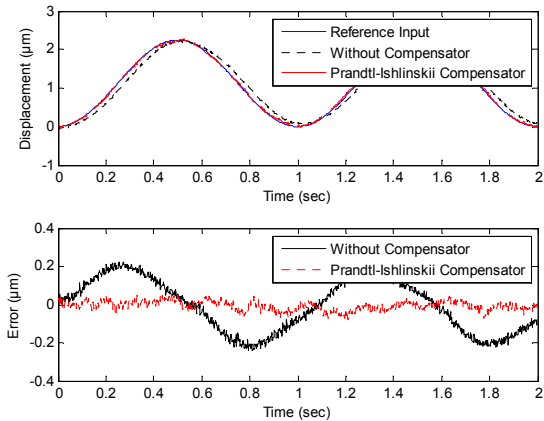 3
2
1
0
-1
Displacement (μm)
Reference Input
Without Compensator
Prandtl-Ishlinskii Compensator
0 0.2 0.4 0.6 0.8 1 1.2 1.4 1.6 1.8 2
Time (sec)
0.4
0.2
0
-0.2
-0.4
Error (μm)
Without Compensator
Prandtl-Ishlinskii Compensator
0 0.2 0.4 0.6 0.8 1 1.2 1.4 1.6 1.8 2
Time (sec)